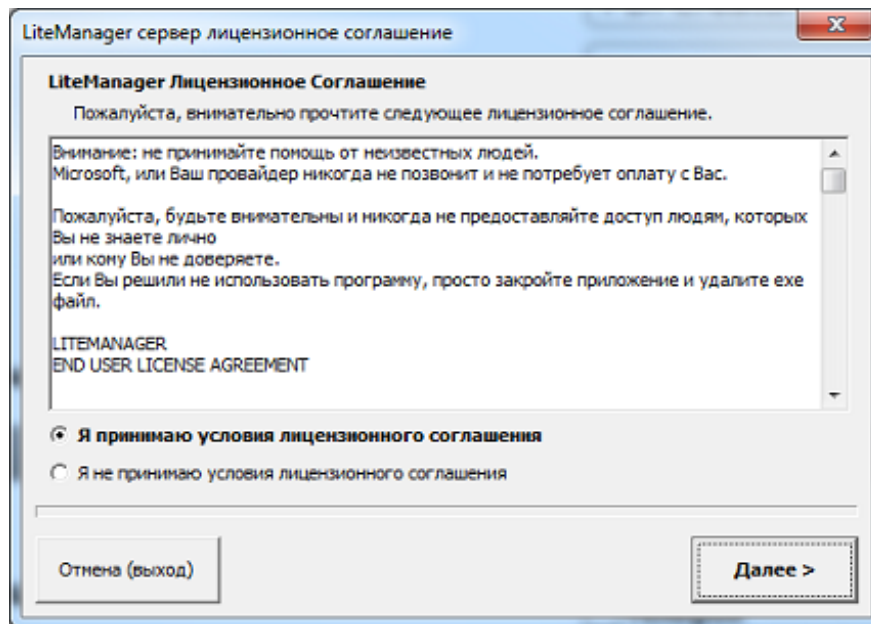 LiteManager сервер лицензионное соглашение
LiteManager Лицензионное Соглашение
Пожалуйста, внимательно прочтите следующее лицензионное соглашение.
Внимание: не принимайте помощь от неизвестных людей.
Microsoft, или Ваш провайдер никогда не позвонит и не потребует оплату с Вас.
Пожалуйста, будьте внимательны и никогда не предоставляйте доступ людям, которых
Вы не знаете лично
или кому Вы не доверяете.
Если Вы решили не использовать программу, просто закройте приложение и удалите exe
файл.
LITEMANAGER
END USER LICENSE AGREEMENT
Я принимаю условия лицензионного соглашения
Я не принимаю условия лицензионного соглашения
Отмена (выход)
Далее >